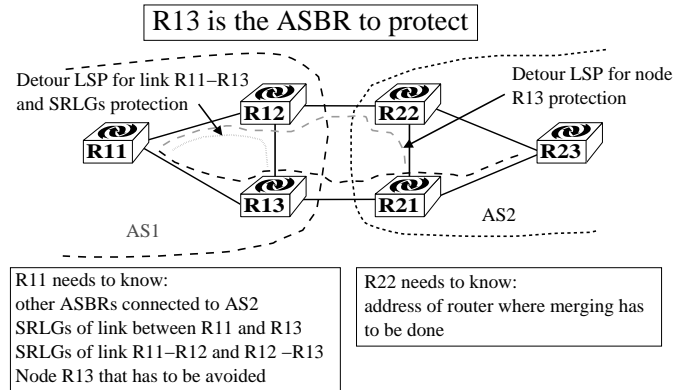 R13 is the ASBR to protect
Detour LSP for link R11–R13
and SRLGs protection
Detour LSP for node
R13 protection
R12
R22
R11
R23
R13
R21
AS1
AS2
R11 needs to know:
other ASBRs connected to AS2
SRLGs of link between R11 and R13
SRLGs of link R11–R12 and R12 –R13
Node R13 that has to be avoided
R22 needs to know:
address of router where merging has
to be done